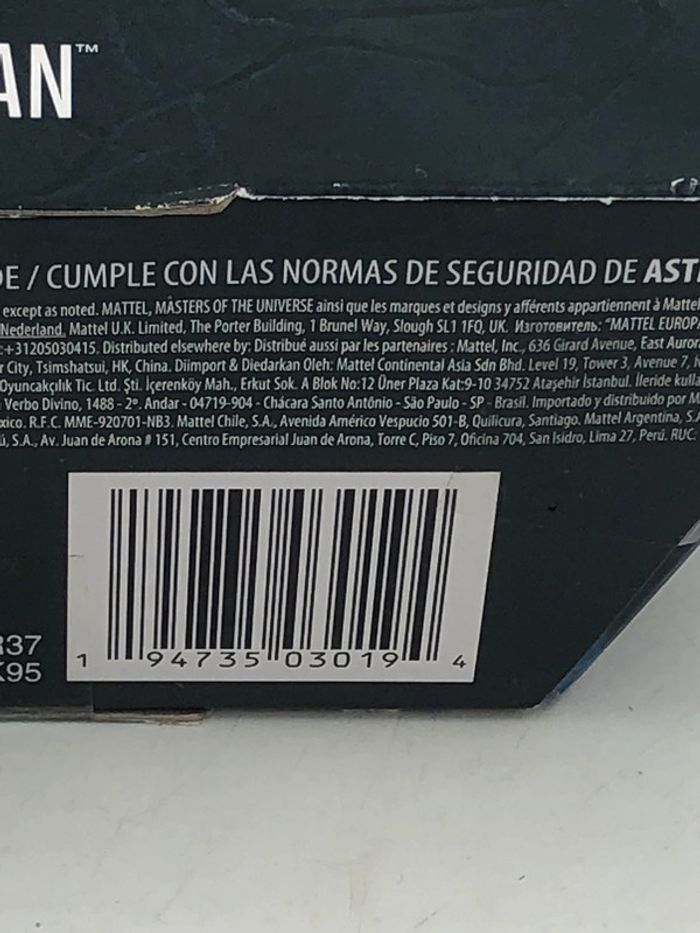 AN™
DE / CUMPLE CON LAS NORMAS DE SEGURIDAD DE AST
except as noted. MATTEL, MASTERS OF THE UNIVERSE ainsi que les marques et designs y afférents appartiennent à Matte
Nederland. Mattel U.K. Limited, The Porter Building, 1 Brunel Way, Slough SL1 1FQ, UK. Изготовитель: "MATTEL EUROP
:+31205030415. Distributed elsewhere by: Distribué aussi par les partenaires : Mattel, Inc., 636 Girard Avenue, East Auror
r City, Tsimshatsui, HK, China. Diimport & Diedarkan Oleh: Mattel Continental Asia Sdn Bhd. Level 19, Tower 3, Avenue 7,
Oyuncakçılık Tic. Ltd. Şti. İçerenköy Mah., Erkut Sok. A Blok No:12 Üner Plaza Kat:9-10 34752 Ataşehir İstanbul. İleride kull
Verbo Divino, 1488 - 2º. Andar - 04719-904 - Chácara Santo Antônio - São Paulo - SP - Brasil. Importado y distribuido por M
xico. R.F.C. MME-920701-NB3. Mattel Chile, S.A., Avenida Américo Vespucio 501-B, Quilicura, Santiago. Mattel Argentina, S.
ú, S.A., Av. Juan de Arona # 151, Centro Empresarial Juan de Arona, Torre C, Piso 7, Oficina 704, San Isidro, Lima 27, Perú. RUC:
R37
K95
1 94735 03019 4